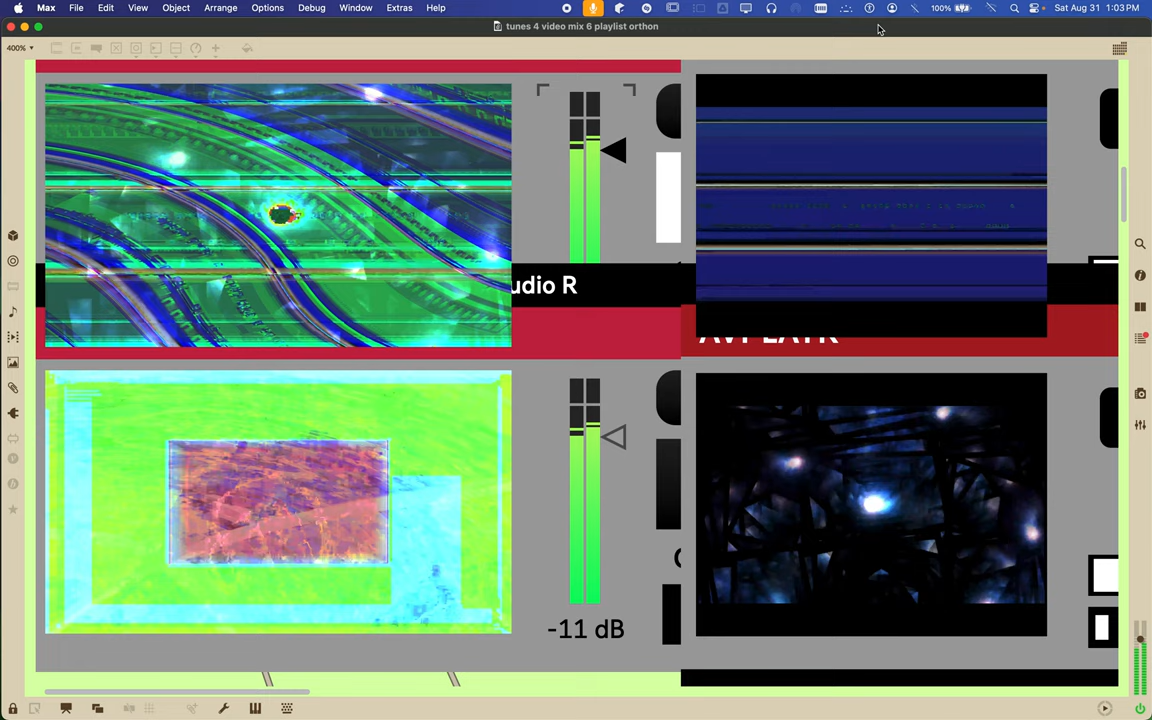 Max File Edit View Object Arrange Options Debug Window Extras Help 100% Sat Aug 31 1:03 PM
tunes 4 video mix 6 playlist orthon
400%
udio R
-11 dB